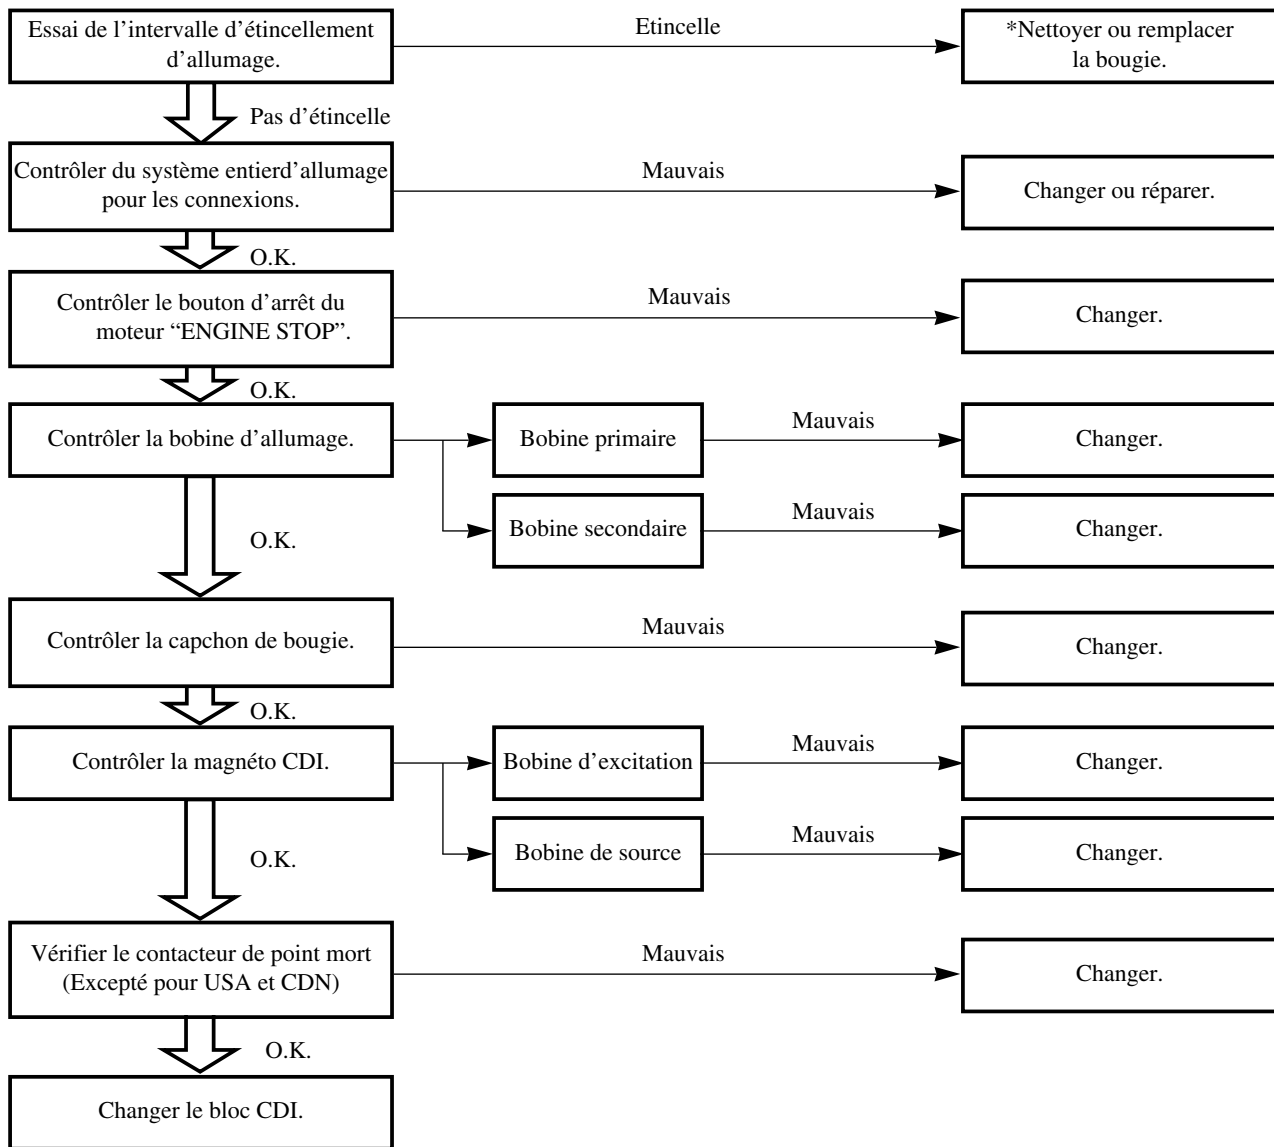 Essai de l’intervalle d’étincellement
d’allumage.
Etincelle
*Nettoyer ou remplacer
la bougie.
Pas d’étincelle
Contrôler du système entierd’allumage
pour les connexions.
Mauvais
Changer ou réparer.
O.K.
Contrôler le bouton d’arrêt du
moteur “ENGINE STOP”.
Mauvais
Changer.
O.K.
Contrôler la bobine d’allumage.
Bobine primaire
Mauvais
Changer.
Bobine secondaire
Mauvais
Changer.
O.K.
Contrôler la capchon de bougie.
Mauvais
Changer.
O.K.
Contrôler la magnéto CDI.
Bobine d’excitation
Mauvais
Changer.
Bobine de source
Mauvais
Changer.
O.K.
Vérifier le contacteur de point mort
(Excepté pour USA et CDN)
Mauvais
Changer.
O.K.
Changer le bloc CDI.